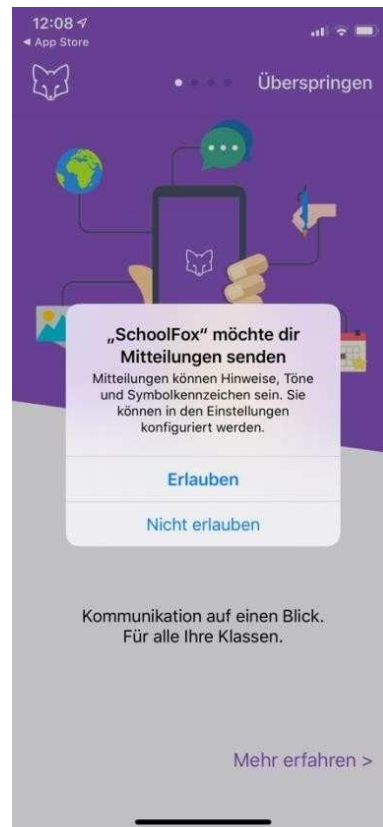 12:08
◀ App Store
Überspringen
„SchoolFox“ möchte dir
Mitteilungen senden
Mitteilungen können Hinweise, Töne
und Symbolkennzeichen sein. Sie
können in den Einstellungen
konfiguriert werden.
Erlauben
Nicht erlauben
Kommunikation auf einen Blick.
Für alle Ihre Klassen.
Mehr erfahren >